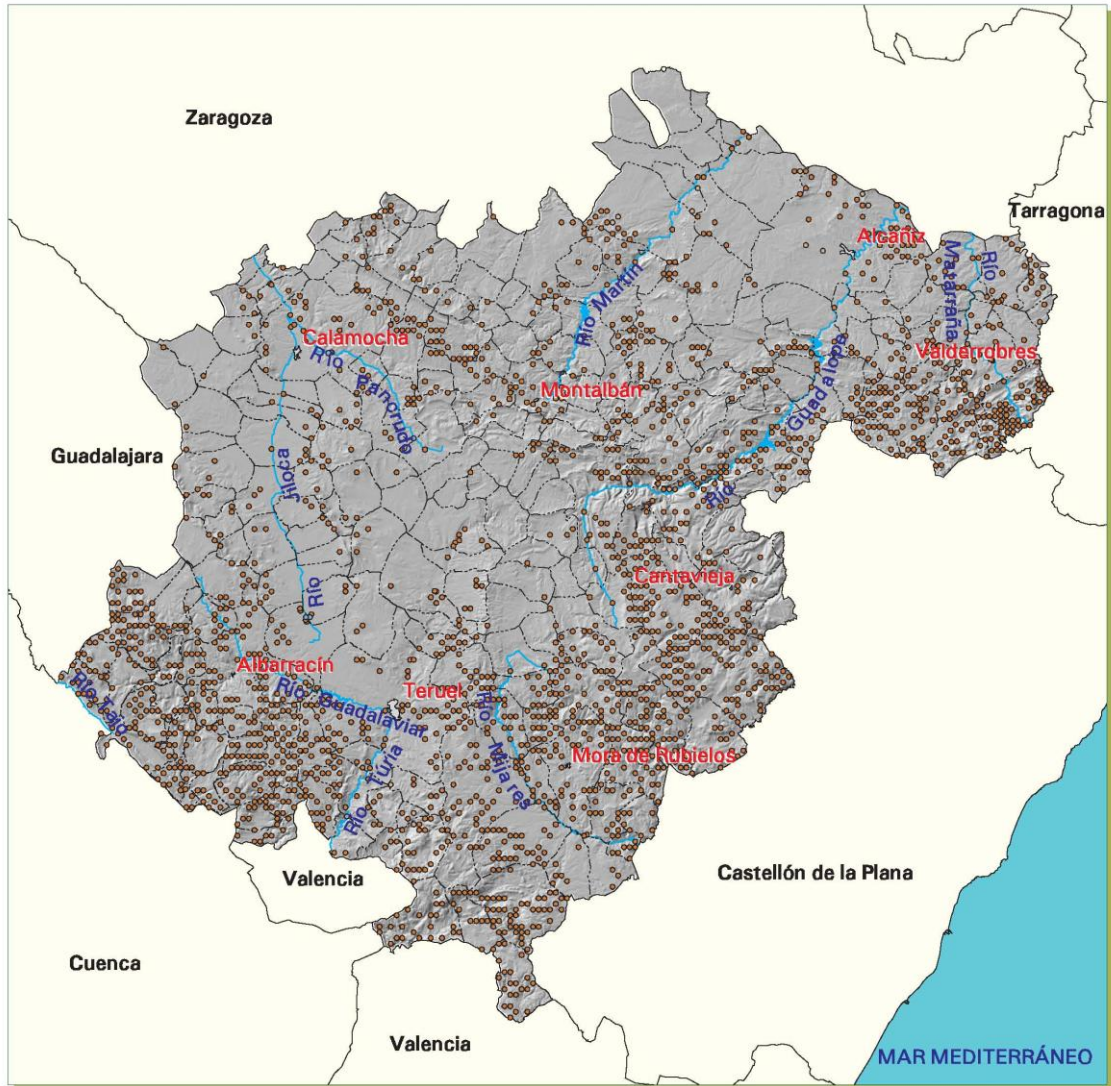 Zaragoza
Tarragona
Alcañiz
Río Martín
Río Matarraña
Calamocha
Río Pancrudo
Valderrobres
Montalbán
Río Guadalope
Guadalajara
Río Jiloca
Cantavieja
Albarracín
Río Guadalaviar
Teruel
Río Tajo
Río Mijares
Río Turia
Mora de Rubielos
Valencia
Castellón de la Plana
Cuenca
Valencia
MAR MEDITERRÁNEO